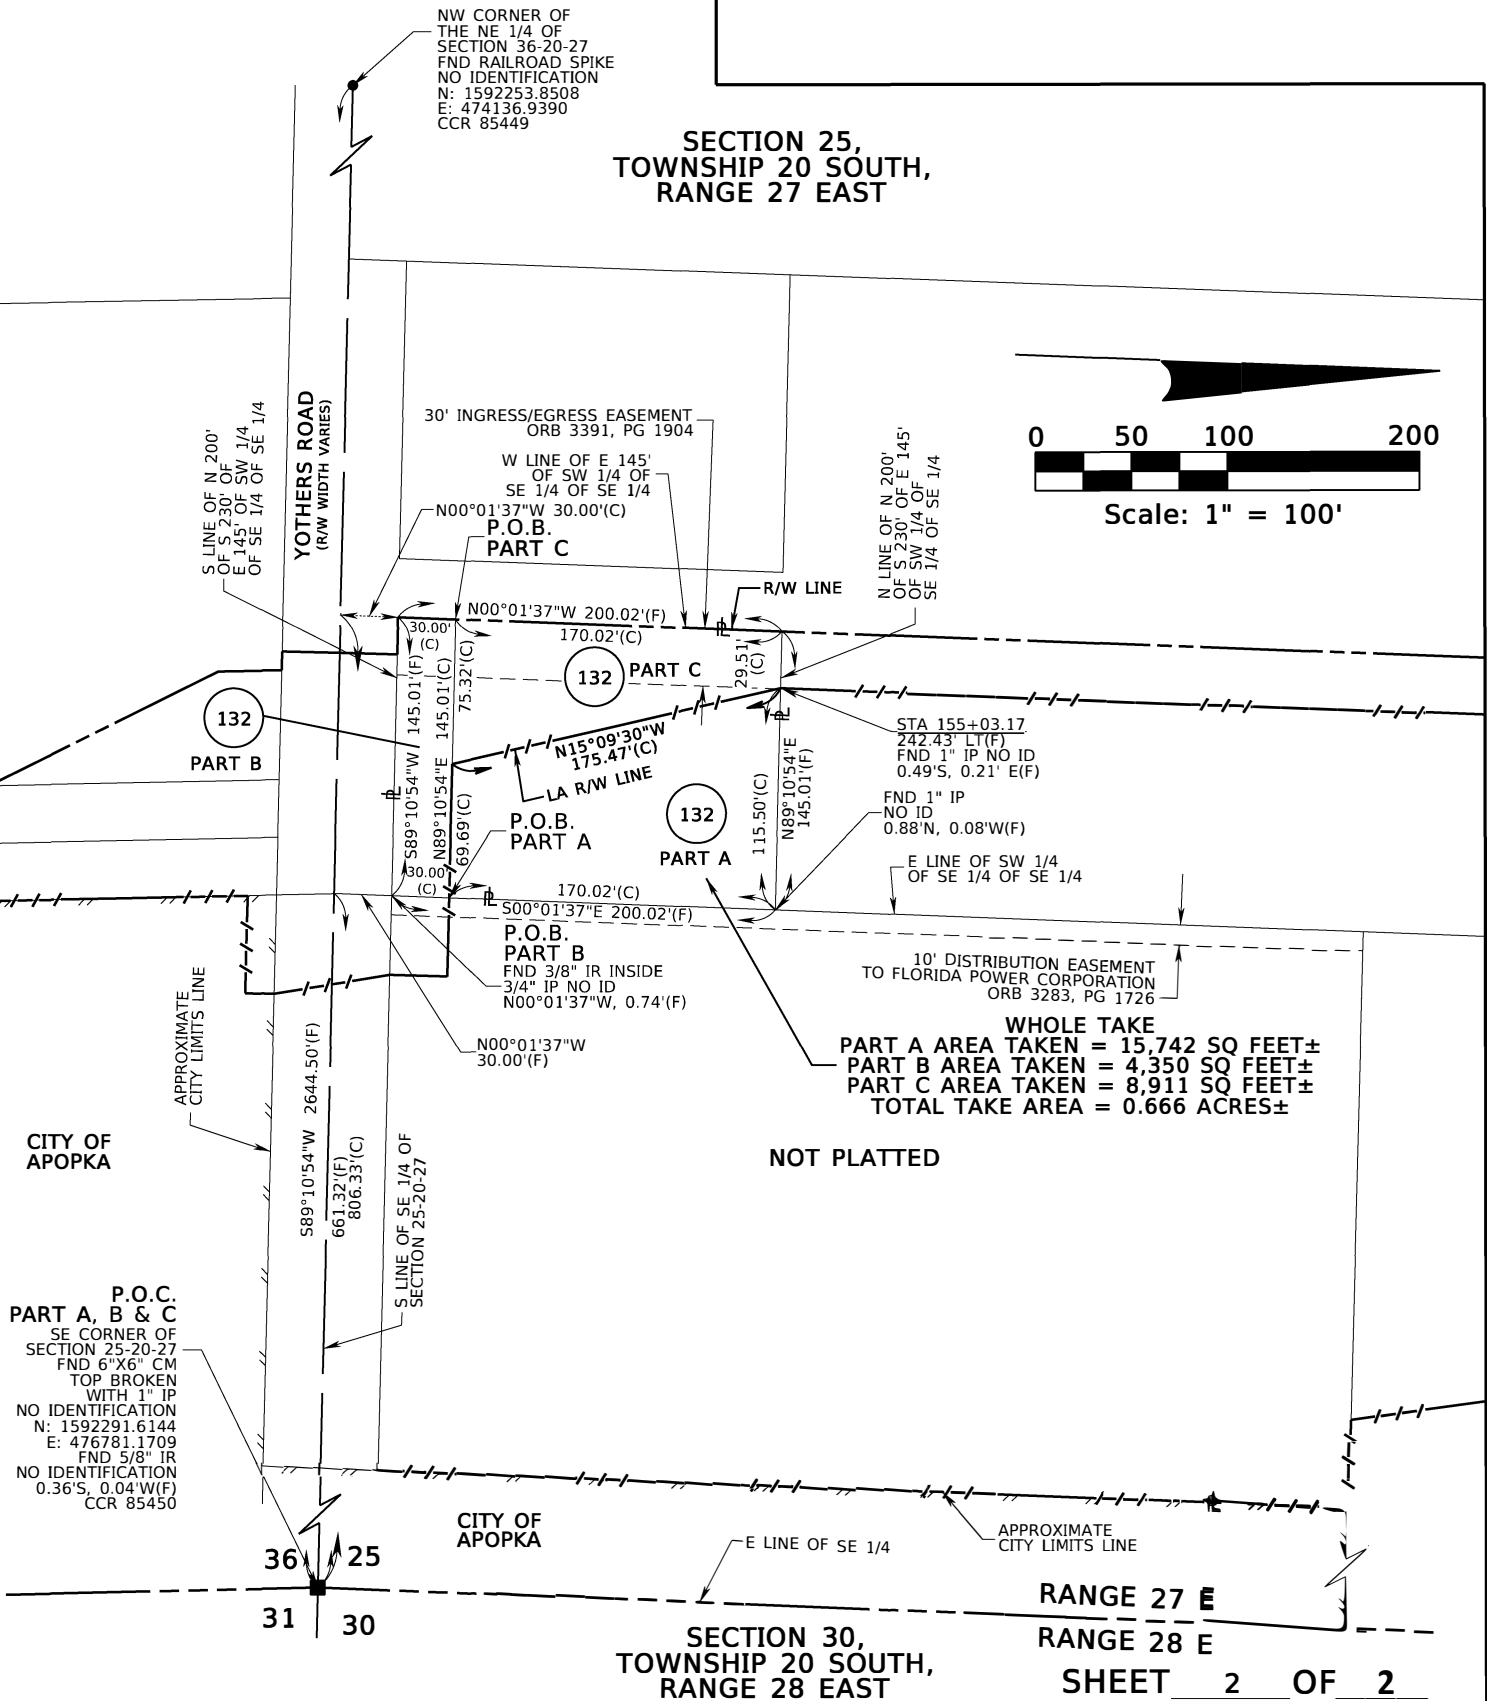 NW CORNER OF
THE NE 1/4 OF
SECTION 36-20-27
FND RAILROAD SPIKE
NO IDENTIFICATION
N: 1592253.8508
E: 474136.9390
CCR 85449
SECTION 25,
TOWNSHIP 20 SOUTH,
RANGE 27 EAST
0 50 100 200
Scale: 1" = 100'
S LINE OF N 200'
OF S 230' OF
E 145' OF SW 1/4
OF SE 1/4 OF SE 1/4
YOTHERS ROAD
(R/W WIDTH VARIES)
30' INGRESS/EGRESS EASEMENT
ORB 3391, PG 1904
W LINE OF E 145'
OF SW 1/4 OF
SE 1/4 OF SE 1/4
N00°01'37"W 30.00'(C)
P.O.B.
PART C
N LINE OF N 200'
OF S 230' OF E 145'
OF SW 1/4 OF
SE 1/4 OF SE 1/4
R/W LINE
N00°01'37"W 200.02'(F)
30.00'
(C)
170.02'(C)
29.51'
(C)
132
PART C
132
PART B
S89°10'54"W 145.01'(F)
N89°10'54"E 145.01'(C)
75.32'(C)
69.69'(C)
N15°09'30"W
175.47'(C)
LA R/W LINE
STA 155+03.17
242.43' LT(F)
FND 1" IP NO ID
0.49'S, 0.21' E(F)
FND 1" IP
NO ID
0.88'N, 0.08'W(F)
115.50'(C)
N89°10'54"E
145.01'(F)
P.O.B.
PART A
132
PART A
E LINE OF SW 1/4
OF SE 1/4 OF SE 1/4
30.00'
(C)
170.02'(C)
S00°01'37"E 200.02'(F)
P.O.B.
PART B
FND 3/8" IR INSIDE
3/4" IP NO ID
N00°01'37"W, 0.74'(F)
N00°01'37"W
30.00'(F)
10' DISTRIBUTION EASEMENT
TO FLORIDA POWER CORPORATION
ORB 3283, PG 1726
WHOLE TAKE
PART A AREA TAKEN = 15,742 SQ FEET±
PART B AREA TAKEN = 4,350 SQ FEET±
PART C AREA TAKEN = 8,911 SQ FEET±
TOTAL TAKE AREA = 0.666 ACRES±
APPROXIMATE
CITY LIMITS LINE
CITY OF
APOPKA
NOT PLATTED
S89°10'54"W 2644.50'(F)
661.32'(F)
806.33'(C)
S LINE OF SE 1/4 OF
SECTION 25-20-27
P.O.C.
PART A, B & C
SE CORNER OF
SECTION 25-20-27
FND 6"X6" CM
TOP BROKEN
WITH 1" IP
NO IDENTIFICATION
N: 1592291.6144
E: 476781.1709
FND 5/8" IR
NO IDENTIFICATION
0.36'S, 0.04'W(F)
CCR 85450
CITY OF
APOPKA
E LINE OF SE 1/4
APPROXIMATE
CITY LIMITS LINE
36 25
31 30
RANGE 27 E
RANGE 28 E
SECTION 30,
TOWNSHIP 20 SOUTH,
RANGE 28 EAST
SHEET 2 OF 2